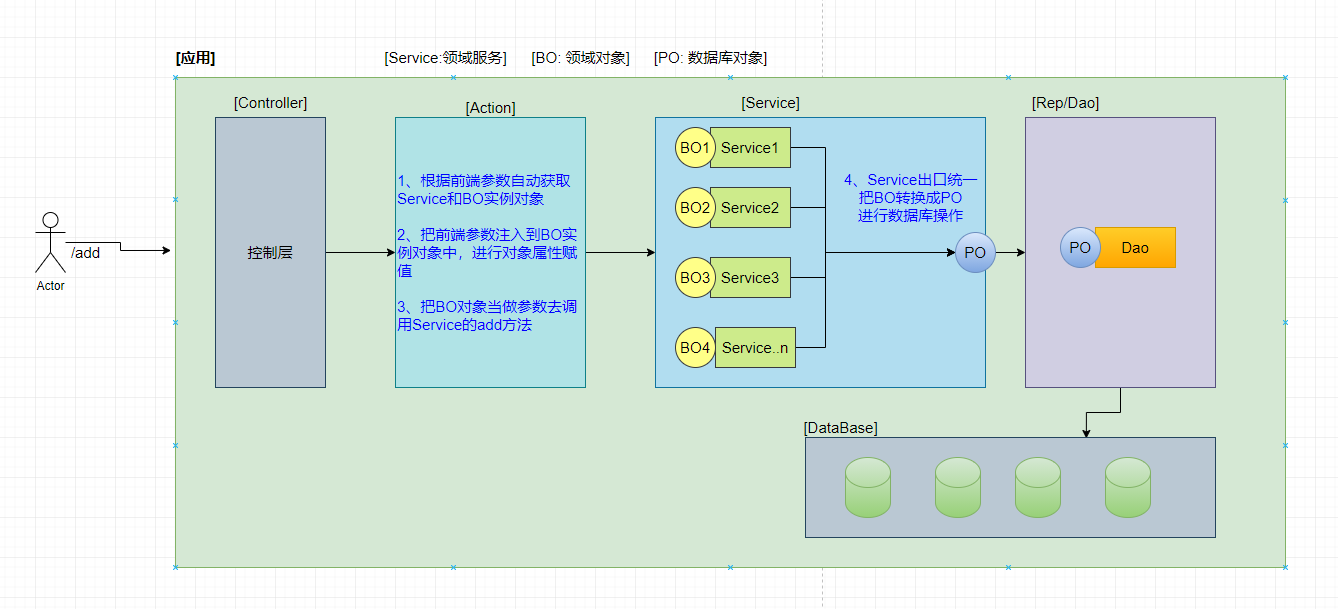 [应用]
[Service:领域服务]
[BO: 领域对象]
[PO: 数据库对象]
[Controller]
[Action]
[Service]
[Rep/Dao]
Actor
/add
控制层
1、根据前端参数自动获取
Service和BO实例对象
2、把前端参数注入到BO实
例对象中，进行对象属性赋
值
3、把BO对象当做参数去调
用Service的add方法
BO1
Service1
BO2
Service2
BO3
Service3
BO4
Service..n
4、Service出口统一
把BO转换成PO
进行数据库操作
PO
PO
Dao
[DataBase]